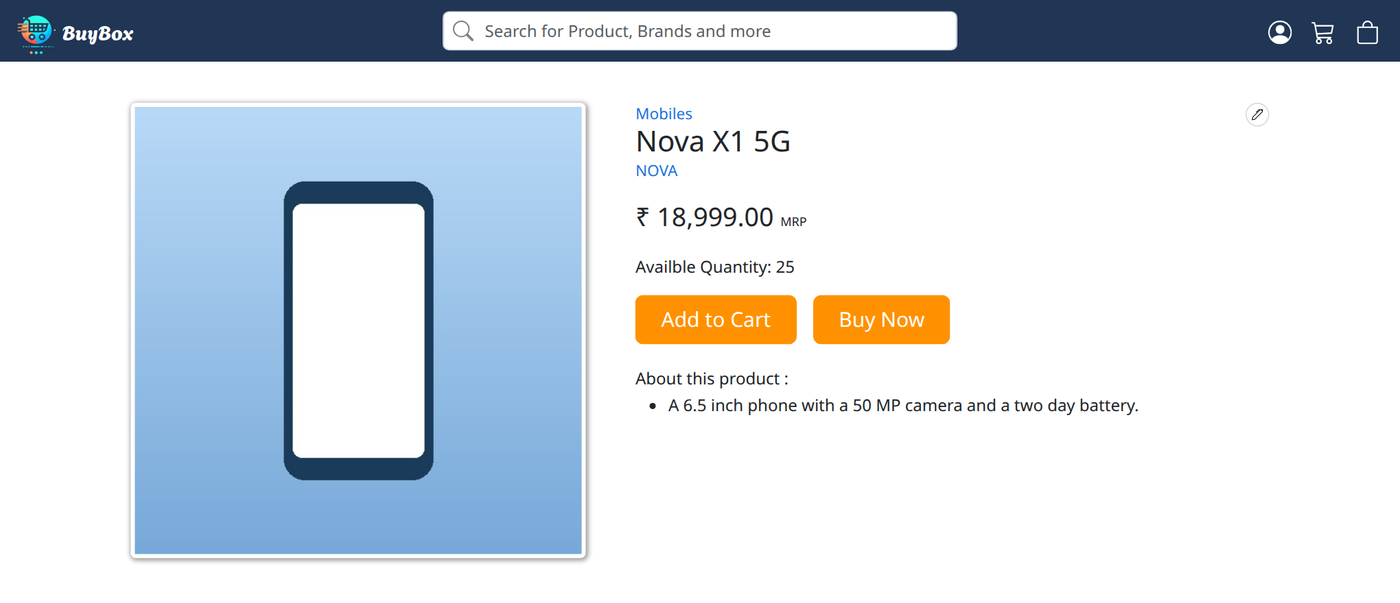 BuyBox
Search for Product, Brands and more
Mobiles
Nova X1 5G
NOVA
₹ 18,999.00 MRP
Availble Quantity: 25
Add to Cart
Buy Now
About this product :
• A 6.5 inch phone with a 50 MP camera and a two day battery.